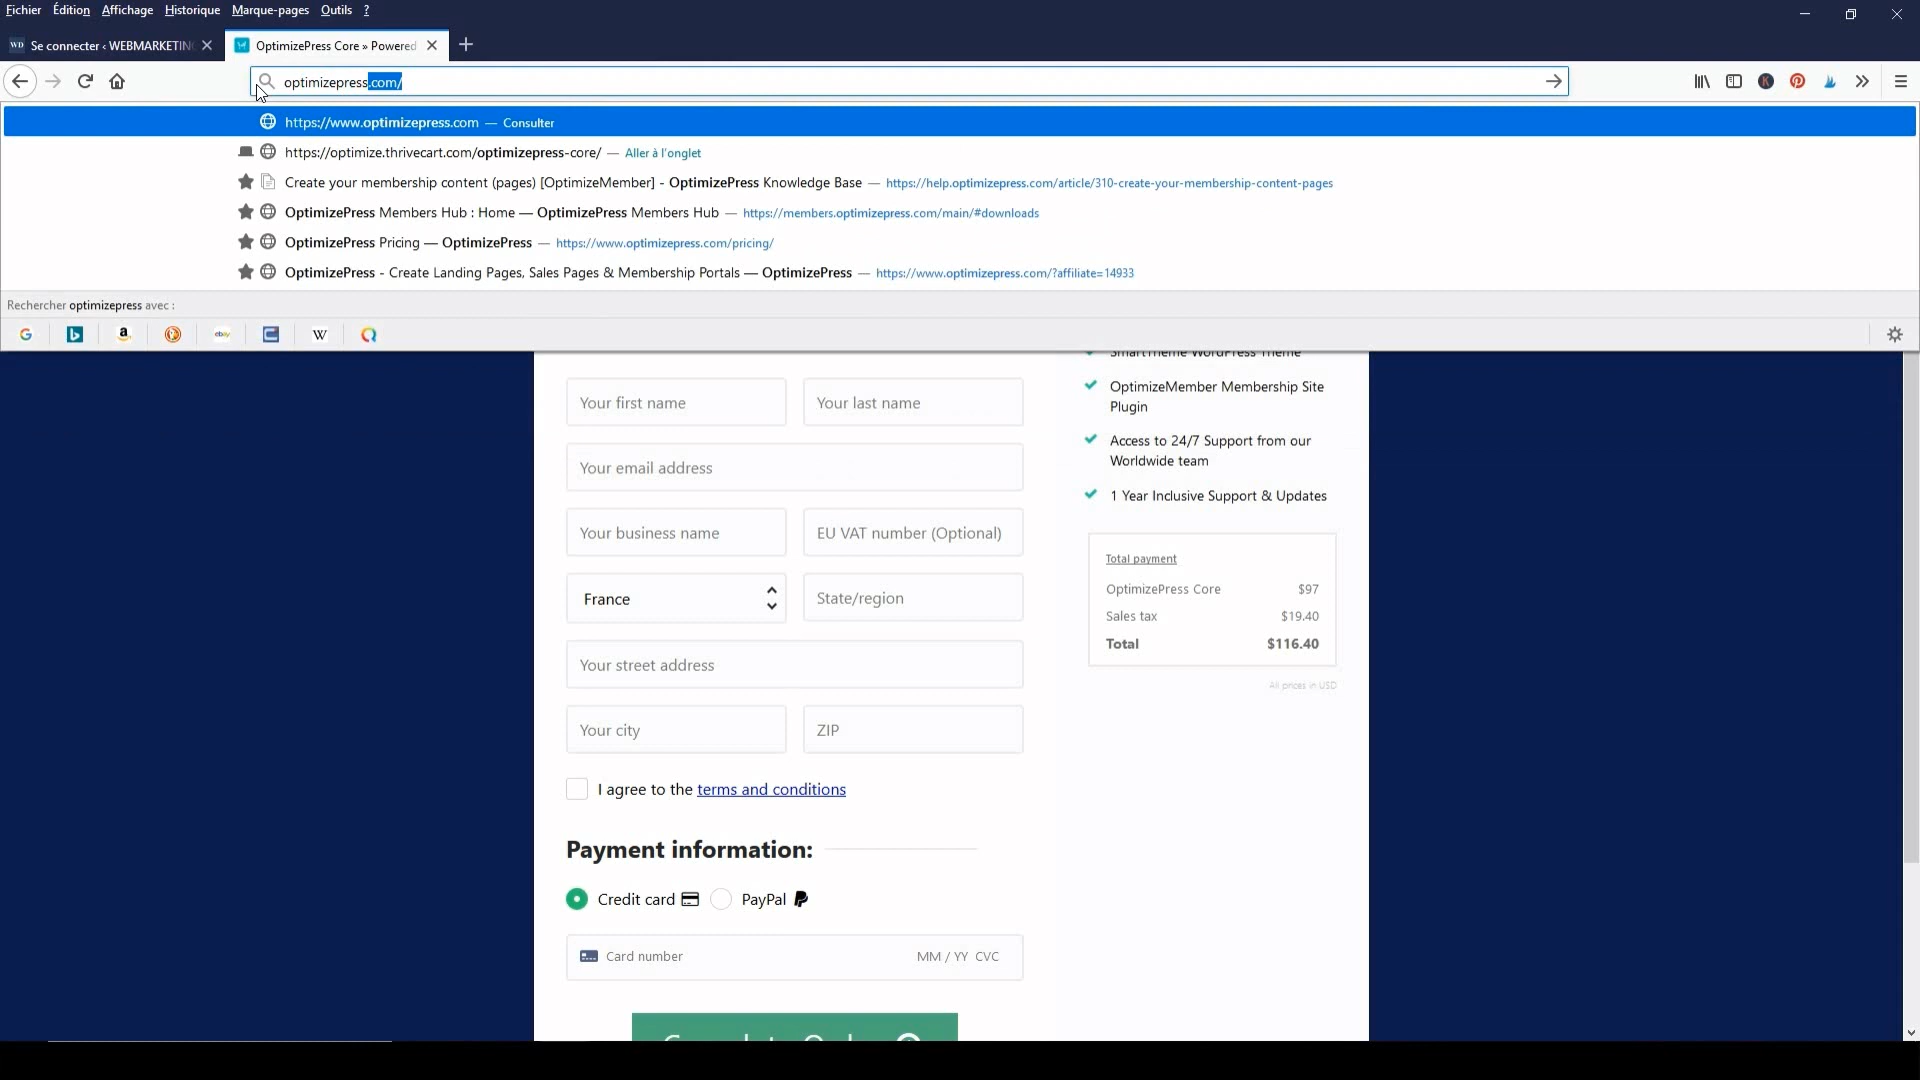 Fichier Édition Affichage Historique Marque-pages Outils ?
WD Se connecter ‹ WEBMARKETIN
OptimizePress Core » Powered
optimizepress.com/
https://www.optimizepress.com — Consulter
https://optimize.thrivecart.com/optimizepress-core/ — Aller à l'onglet
Create your membership content (pages) [OptimizeMember] - OptimizePress Knowledge Base — https://help.optimizepress.com/article/310-create-your-membership-content-pages
OptimizePress Members Hub : Home — OptimizePress Members Hub — https://members.optimizepress.com/main/#downloads
OptimizePress Pricing — OptimizePress — https://www.optimizepress.com/pricing/
OptimizePress - Create Landing Pages, Sales Pages & Membership Portals — OptimizePress — https://www.optimizepress.com/?affiliate=14933
Rechercher optimizepress avec :
SmartTheme WordPress Theme
Your first name Your last name
OptimizeMember Membership Site
Plugin
Access to 24/7 Support from our
Worldwide team
Your email address
1 Year Inclusive Support & Updates
Your business name EU VAT number (Optional)
Total payment
OptimizePress Core $97
Sales tax $19.40
Total $116.40
All prices in USD
France State/region
Your street address
Your city ZIP
I agree to the terms and conditions
Payment information:
Credit card PayPal
Card number MM / YY CVC